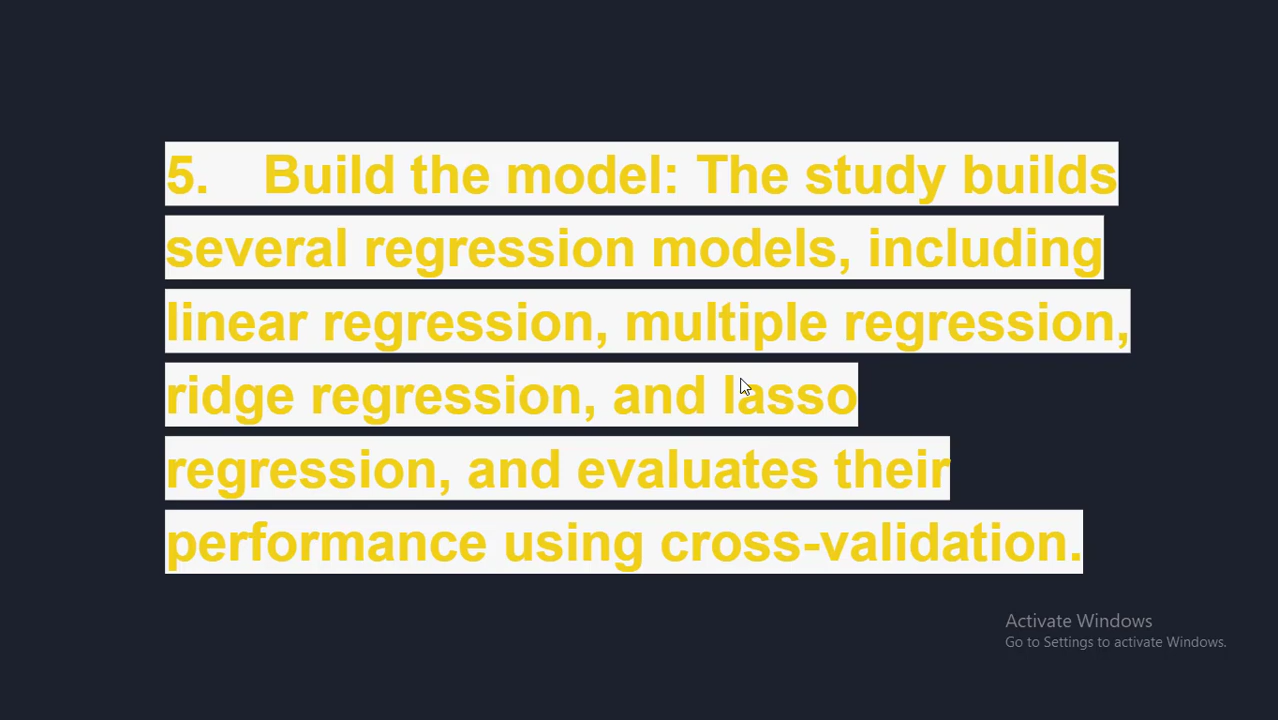 5. Build the model: The study builds
several regression models, including
linear regression, multiple regression,
ridge regression, and lasso
regression, and evaluates their
performance using cross-validation.
Activate Windows
Go to Settings to activate Windows.